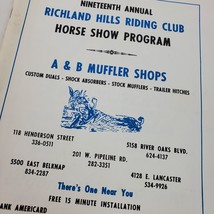 NINETEENTH ANNUAL
RICHLAND HILLS RIDING CLUB
HORSE SHOW PROGRAM
A & B MUFFLER SHOPS
CUSTOM DUALS - SHOCK ABSORBERS - STOCK MUFFLERS - TRAILER HITCHES
118 HENDERSON STREET
336-0511
5158 RIVER OAKS BLVD.
624-4137
201 W. PIPELINE RD.
282-3351
5500 EAST BELKNAP
834-2287
4128 E. LANCASTER
534-9926
There's One Near You
FREE 15 MINUTE INSTALLATION
ANK AMERICARD